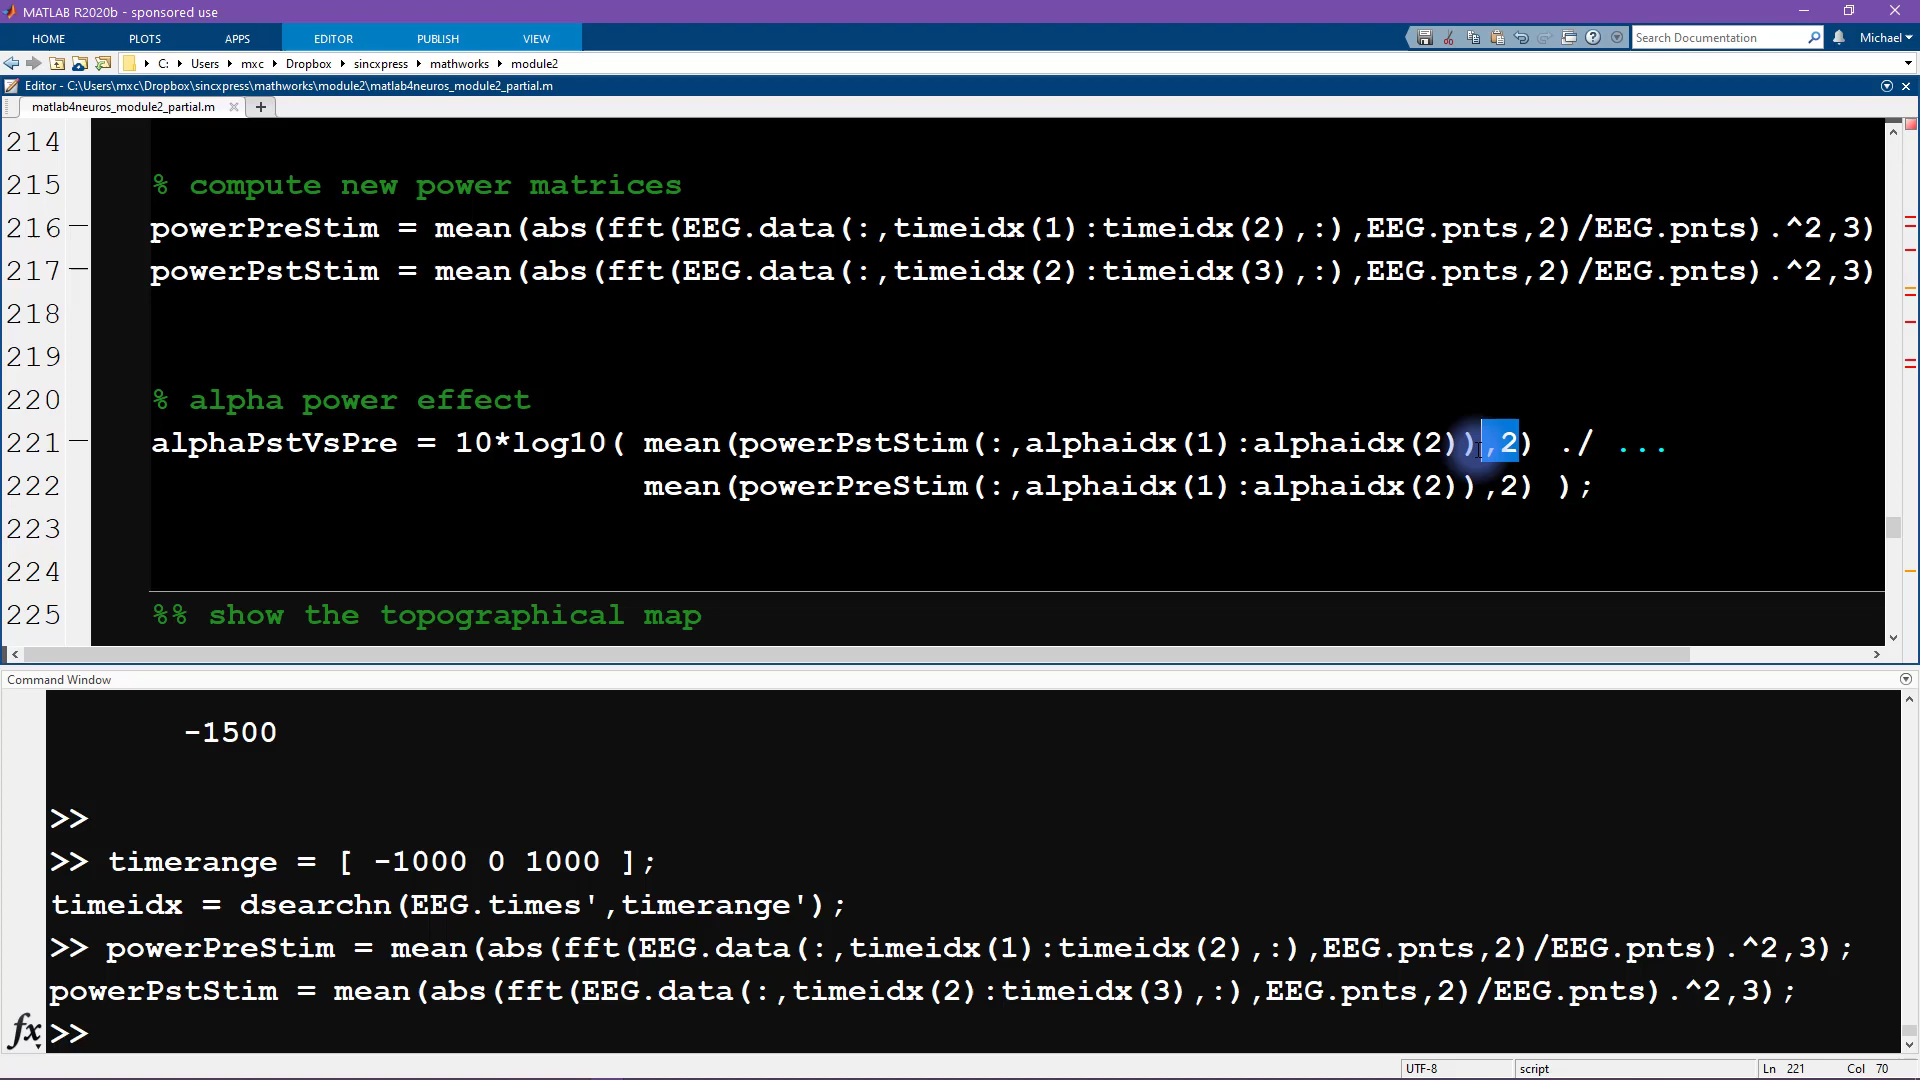 MATLAB R2020b - sponsored use
HOME PLOTS APPS EDITOR PUBLISH VIEW Search Documentation Michael
C: Users mxc Dropbox sincxpress mathworks module2
Editor - C:\Users\mxc\Dropbox\sincxpress\mathworks\module2\matlab4neuros_module2_partial.m
matlab4neuros_module2_partial.m
214
215 % compute new power matrices
216 powerPreStim = mean(abs(fft(EEG.data(:,timeidx(1):timeidx(2),:),EEG.pnts,2)/EEG.pnts).^2,3)
217 powerPstStim = mean(abs(fft(EEG.data(:,timeidx(2):timeidx(3),:),EEG.pnts,2)/EEG.pnts).^2,3)
218
219
220 % alpha power effect
221 alphaPstVsPre = 10*log10( mean(powerPstStim(:,alphaidx(1):alphaidx(2)),2) ./ ...
222 mean(powerPreStim(:,alphaidx(1):alphaidx(2)),2) );
223
224
225 %% show the topographical map
Command Window
-1500
>>
>> timerange = [ -1000 0 1000 ];
timeidx = dsearchn(EEG.times',timerange');
>> powerPreStim = mean(abs(fft(EEG.data(:,timeidx(1):timeidx(2),:),EEG.pnts,2)/EEG.pnts).^2,3);
powerPstStim = mean(abs(fft(EEG.data(:,timeidx(2):timeidx(3),:),EEG.pnts,2)/EEG.pnts).^2,3);
fx >>
UTF-8 script Ln 221 Col 70